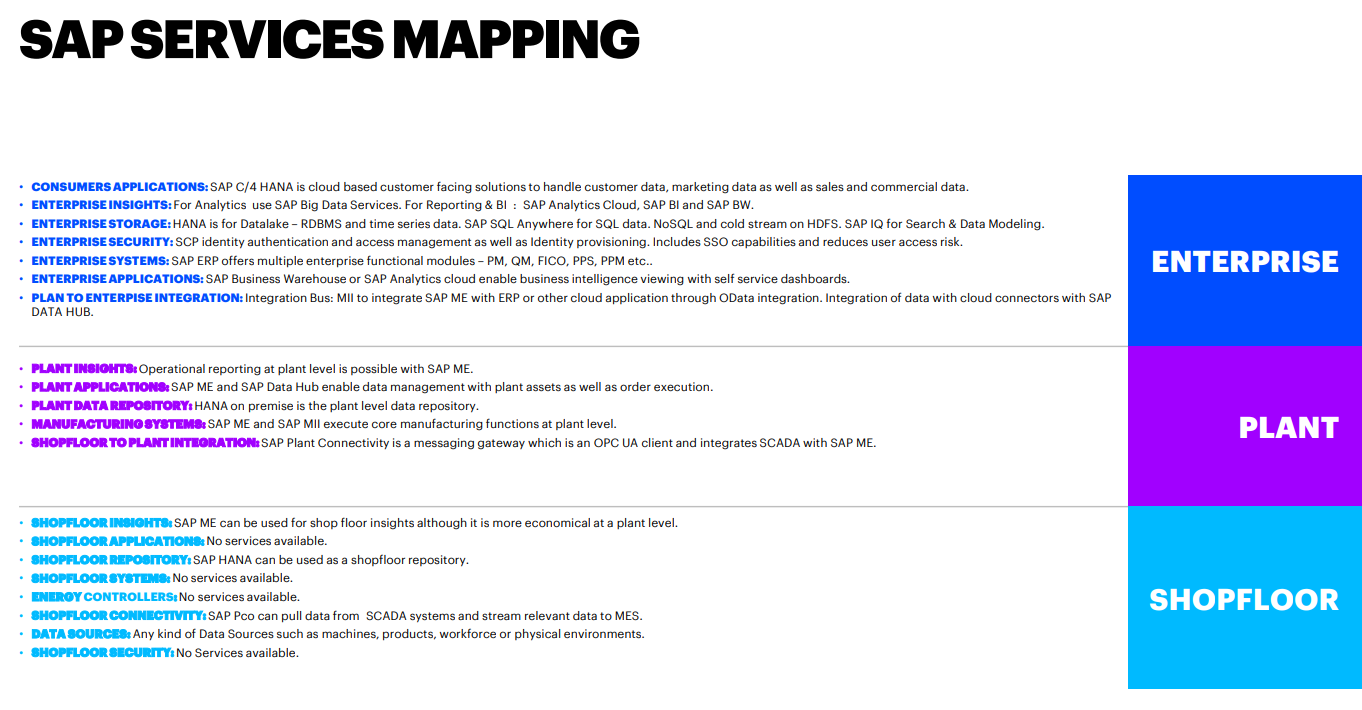 SAP SERVICES MAPPING
• CONSUMERS APPLICATIONS: SAP C/4 HANA is cloud based customer facing solutions to handle customer data, marketing data as well as sales and commercial data.
• ENTERPRISE INSIGHTS: For Analytics  use SAP Big Data Services. For Reporting & BI  :  SAP Analytics Cloud, SAP BI and SAP BW.
• ENTERPRISE STORAGE: HANA is for Datalake – RDBMS and time series data. SAP SQL Anywhere for SQL data. NoSQL and cold stream on HDFS. SAP IQ for Search & Data Modeling.
• ENTERPRISE SECURITY: SCP identity authentication and access management as well as Identity provisioning. Includes SSO capabilities and reduces user access risk.
• ENTERPRISE SYSTEMS: SAP ERP offers multiple enterprise functional modules – PM, QM, FICO, PPS, PPM etc..
• ENTERPRISE APPLICATIONS: SAP Business Warehouse or SAP Analytics cloud enable business intelligence viewing with self service dashboards.
• PLAN TO ENTERPISE INTEGRATION: Integration Bus: MII to integrate SAP ME with ERP or other cloud application through OData integration. Integration of data with cloud connectors with SAP
DATA HUB.
ENTERPRISE
• PLANT INSIGHTS: Operational reporting at plant level is possible with SAP ME.
• PLANT APPLICATIONS: SAP ME and SAP Data Hub enable data management with plant assets as well as order execution.
• PLANT DATA REPOSITORY: HANA on premise is the plant level data repository.
• MANUFACTURING SYSTEMS: SAP ME and SAP MII execute core manufacturing functions at plant level.
• SHOPFLOOR TO PLANT INTEGRATION: SAP Plant Connectivity is a messaging gateway which is an OPC UA client and integrates SCADA with SAP ME.
PLANT
• SHOPFLOOR INSIGHTS: SAP ME can be used for shop floor insights although it is more economical at a plant level.
• SHOPFLOOR APPLICATIONS: No services available.
• SHOPFLOOR REPOSITORY: SAP HANA can be used as a shopfloor repository.
• SHOPFLOOR SYSTEMS: No services available.
• ENERGY CONTROLLERS: No services available.
• SHOPFLOOR CONNECTIVITY: SAP Pco can pull data from  SCADA systems and stream relevant data to MES.
• DATA SOURCES: Any kind of Data Sources such as machines, products, workforce or physical environments.
• SHOPFLOOR SECURITY: No Services available.
SHOPFLOOR